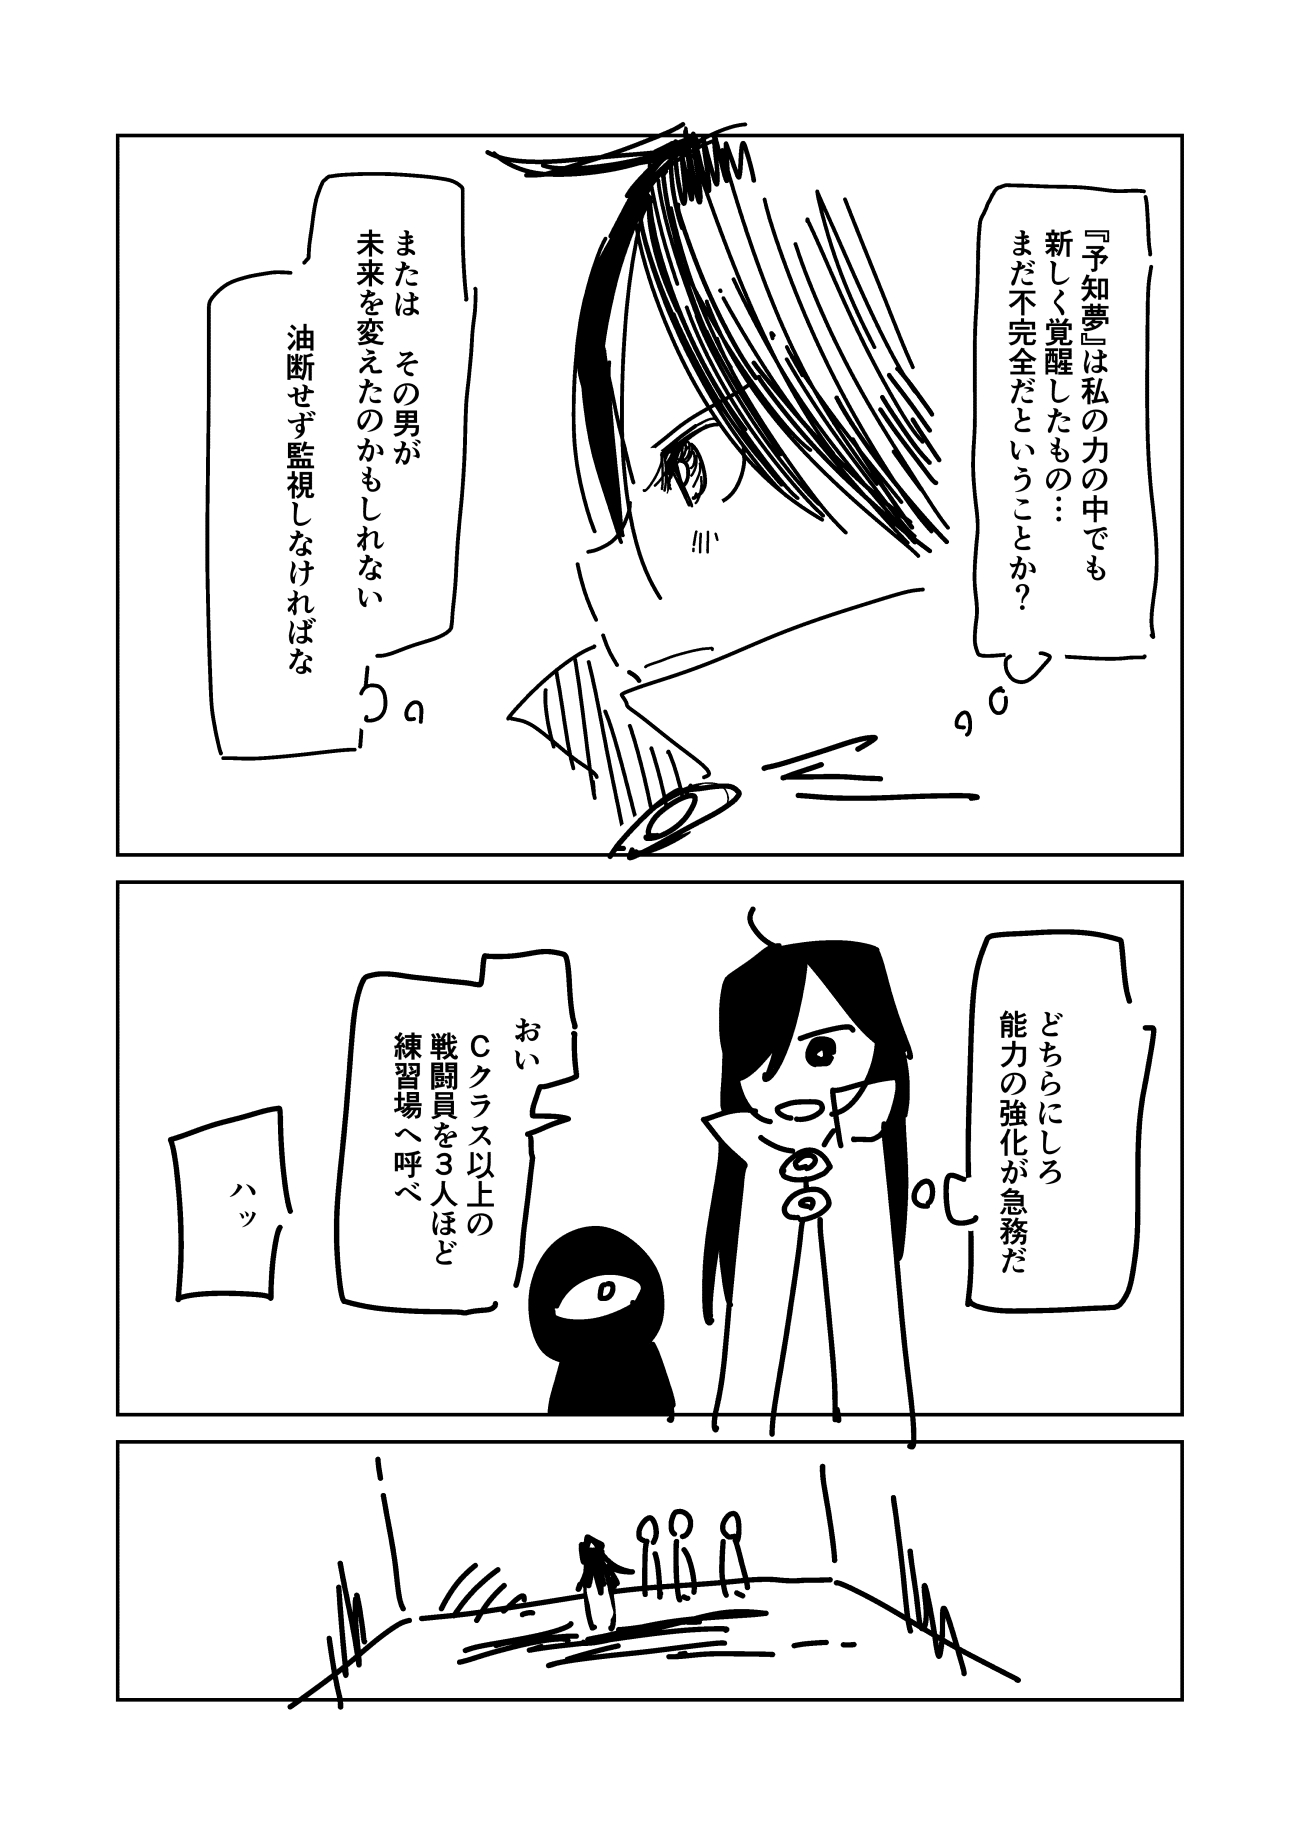 『予知夢』は私の力の中でも
新しく覚醒したもの…
まだ不完全だということか？
または　その男が
未来を変えたのかもしれない
油断せず監視しなければな
どちらにしろ
能力の強化が急務だ
おい
Cクラス以上の
戦闘員を3人ほど
練習場へ呼べ
ハッ